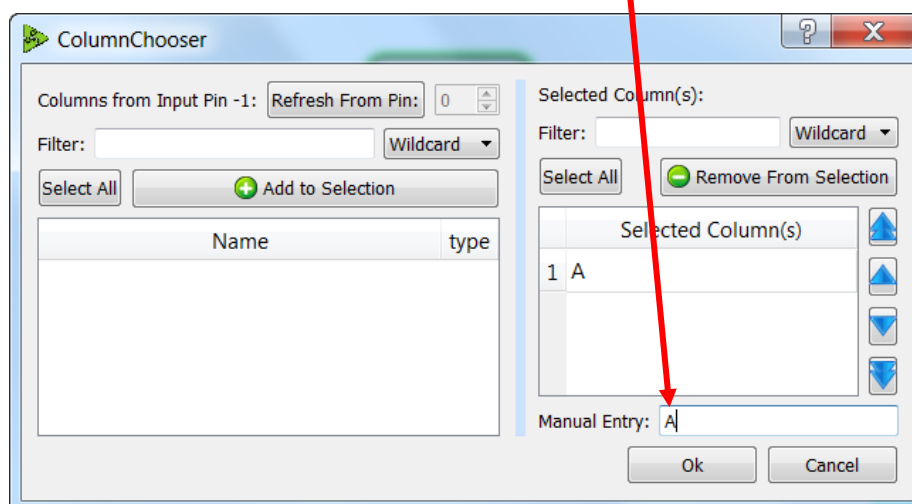 ColumnChooser
?
X
Columns from Input Pin -1: Refresh From Pin: 0
Filter: Wildcard
Select All Add to Selection
Name type
Selected Column(s):
Filter: Wildcard
Select All Remove From Selection
Selected Column(s)
1 A
Manual Entry: A
Ok Cancel